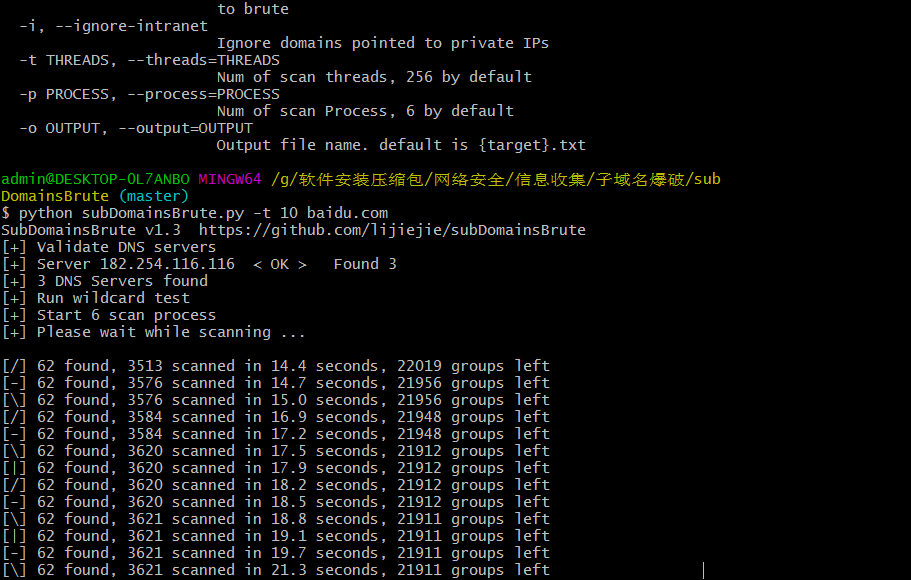 to brute
-i, --ignore-intranet
Ignore domains pointed to private IPs
-t THREADS, --threads=THREADS
Num of scan threads, 256 by default
-p PROCESS, --process=PROCESS
Num of scan Process, 6 by default
-o OUTPUT, --output=OUTPUT
Output file name. default is {target}.txt
admin@DESKTOP-0L7ANBO MINGW64 /g/软件安装压缩包/网络安全/信息收集/子域名爆破/sub
DomainsBrute (master)
$ python subDomainsBrute.py -t 10 baidu.com
SubDomainsBrute v1.3  https://github.com/lijiejie/subDomainsBrute
[+] Validate DNS servers
[+] Server 182.254.116.116  < OK >   Found 3
[+] 3 DNS Servers found
[+] Run wildcard test
[+] Start 6 scan process
[+] Please wait while scanning ...
[/] 62 found, 3513 scanned in 14.4 seconds, 22019 groups left
[-] 62 found, 3576 scanned in 14.7 seconds, 21956 groups left
[\] 62 found, 3576 scanned in 15.0 seconds, 21956 groups left
[/] 62 found, 3584 scanned in 16.9 seconds, 21948 groups left
[-] 62 found, 3584 scanned in 17.2 seconds, 21948 groups left
[\] 62 found, 3620 scanned in 17.5 seconds, 21912 groups left
[|] 62 found, 3620 scanned in 17.9 seconds, 21912 groups left
[/] 62 found, 3620 scanned in 18.2 seconds, 21912 groups left
[-] 62 found, 3620 scanned in 18.5 seconds, 21912 groups left
[\] 62 found, 3621 scanned in 18.8 seconds, 21911 groups left
[|] 62 found, 3621 scanned in 19.1 seconds, 21911 groups left
[-] 62 found, 3621 scanned in 19.7 seconds, 21911 groups left
[\] 62 found, 3621 scanned in 21.3 seconds, 21911 groups left